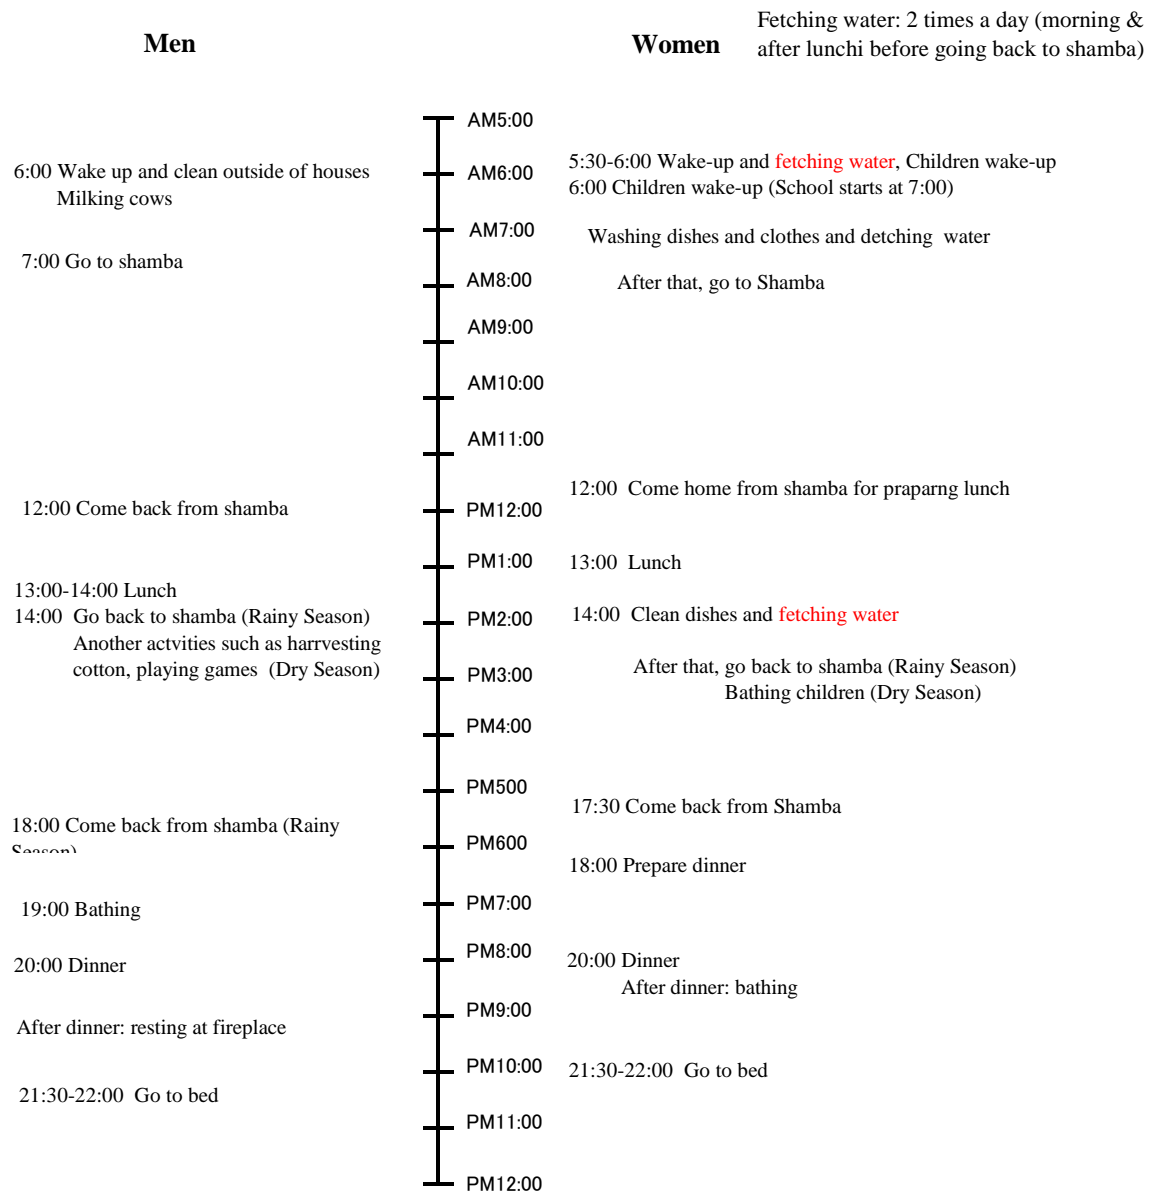 Men
Women
Fetching water: 2 times a day (morning &
after lunchi before going back to shamba)
AM5:00
6:00 Wake up and clean outside of houses
Milking cows
AM6:00
5:30-6:00 Wake-up and fetching water, Children wake-up
6:00 Children wake-up (School starts at 7:00)
AM7:00
Washing dishes and clothes and detching water
7:00 Go to shamba
AM8:00
After that, go to Shamba
AM9:00
AM10:00
AM11:00
12:00 Come back from shamba
PM12:00
12:00 Come home from shamba for praparng lunch
PM1:00
13:00 Lunch
13:00-14:00 Lunch
14:00 Go back to shamba (Rainy Season)
Another actvities such as harrvesting
cotton, playing games (Dry Season)
PM2:00
14:00 Clean dishes and fetching water
PM3:00
After that, go back to shamba (Rainy Season)
Bathing children (Dry Season)
PM4:00
PM500
17:30 Come back from Shamba
18:00 Come back from shamba (Rainy
Season)
PM600
18:00 Prepare dinner
19:00 Bathing
PM7:00
20:00 Dinner
PM8:00
20:00 Dinner
After dinner: bathing
PM9:00
After dinner: resting at fireplace
PM10:00
21:30-22:00 Go to bed
21:30-22:00 Go to bed
PM11:00
PM12:00